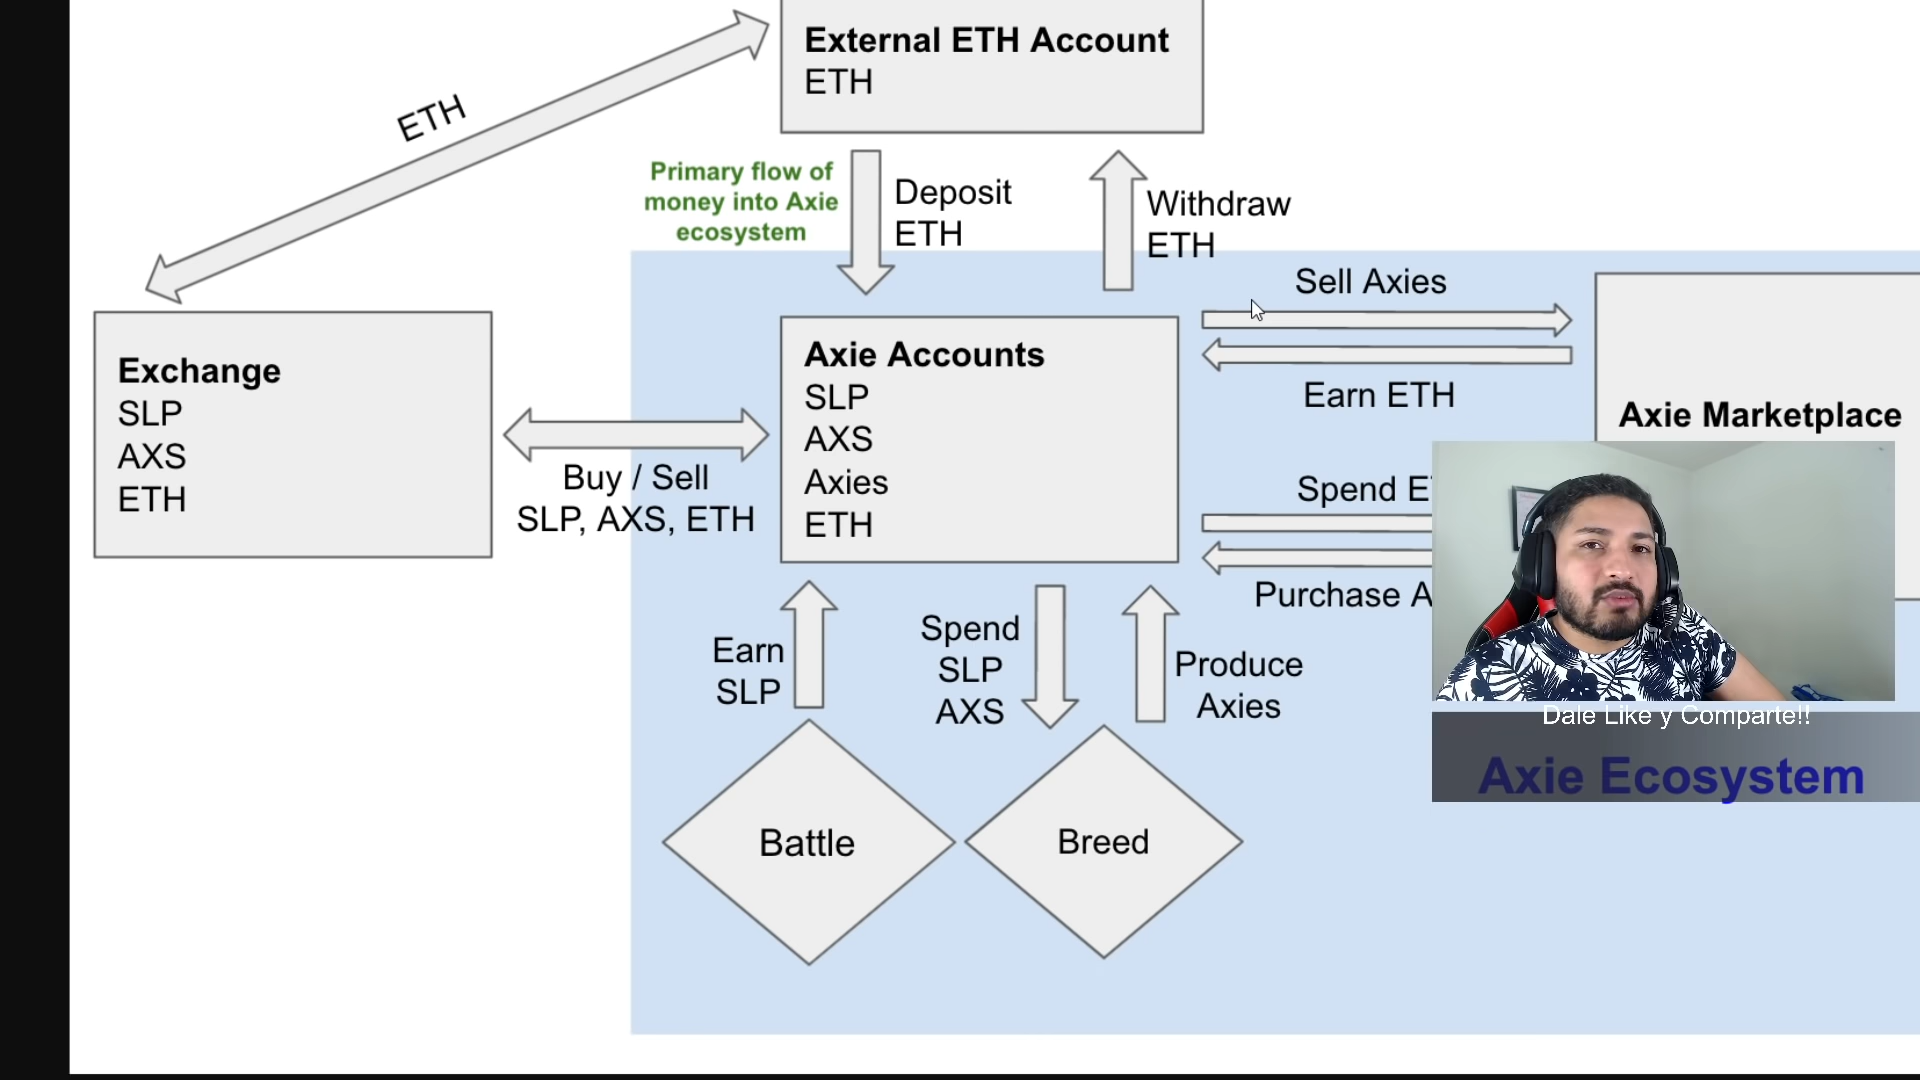 External ETH Account
ETH
ETH
Primary flow of
money into Axie
ecosystem
Deposit
ETH
Withdraw
ETH
Sell Axies
Earn ETH
Exchange
SLP
AXS
ETH
Buy / Sell
SLP, AXS, ETH
Axie Accounts
SLP
AXS
Axies
ETH
Axie Marketplace
Spend E
Purchase A
Earn
SLP
Spend
SLP
AXS
Produce
Axies
Battle
Breed
Dale Like y Comparte!!
Axie Ecosystem